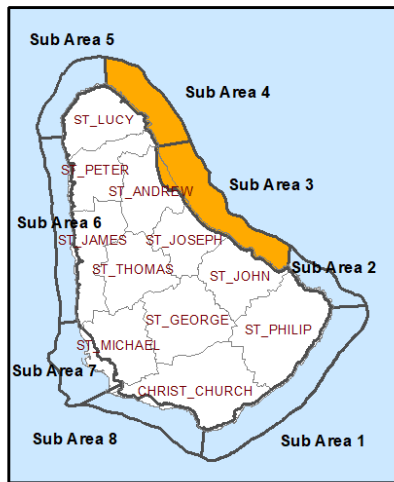 Sub Area 5
Sub Area 4
ST_LUCY
ST_PETER
Sub Area 3
ST_ANDREW
Sub Area 6
ST_JAMES
ST_JOSEPH
Sub Area 2
ST_THOMAS
ST_JOHN
ST_GEORGE
ST_PHILIP
ST_MICHAEL
Sub Area 7
CHRIST_CHURCH
Sub Area 8
Sub Area 1